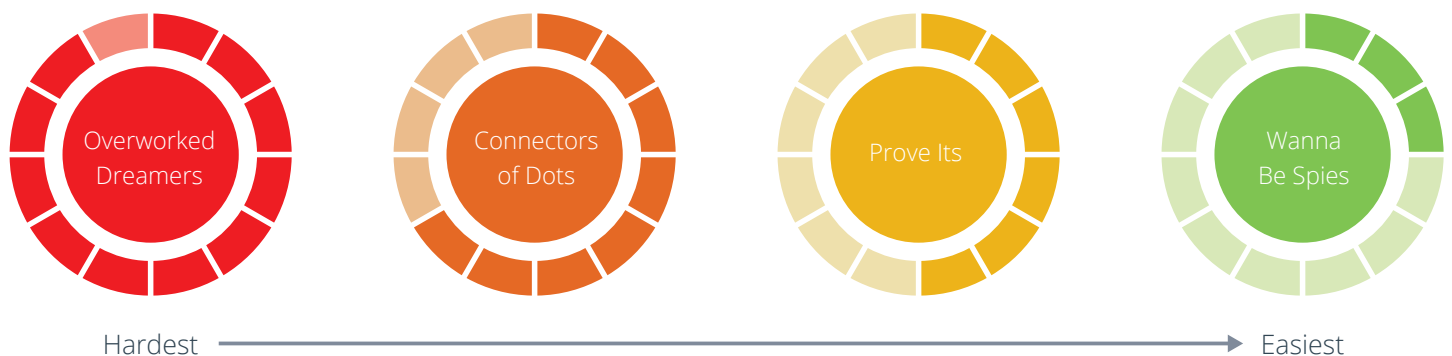 Overworked
Dreamers
Connectors
of Dots
Prove Its
Wanna
Be Spies
Hardest
Easiest